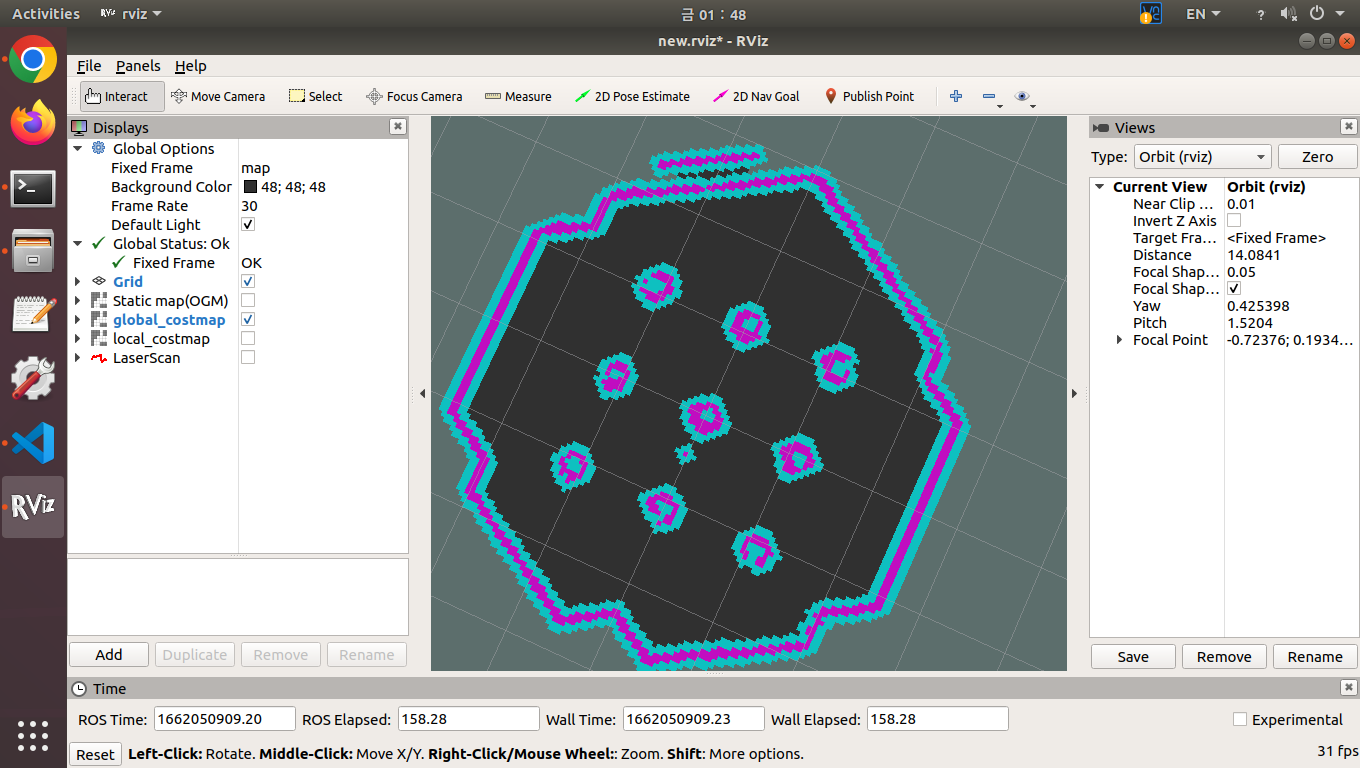 Activities RViz rviz 금 01 : 48 EN ?
new.rviz* - RViz
File Panels Help
Interact Move Camera Select Focus Camera Measure 2D Pose Estimate 2D Nav Goal Publish Point
Displays
Global Options
Fixed Frame map
Background Color 48; 48; 48
Frame Rate 30
Default Light
Global Status: Ok
Fixed Frame OK
Grid
Static map(OGM)
global_costmap
local_costmap
LaserScan
Add Duplicate Remove Rename
Views
Type: Orbit (rviz) Zero
Current View Orbit (rviz)
Near Clip ... 0.01
Invert Z Axis
Target Fra... <Fixed Frame>
Distance 14.0841
Focal Shap... 0.05
Focal Shap...
Yaw 0.425398
Pitch 1.5204
Focal Point -0.72376; 0.1934...
Save Remove Rename
RViz
Time
ROS Time: 1662050909.20 ROS Elapsed: 158.28 Wall Time: 1662050909.23 Wall Elapsed: 158.28 Experimental
Reset Left-Click: Rotate. Middle-Click: Move X/Y. Right-Click/Mouse Wheel:: Zoom. Shift: More options. 31 fps